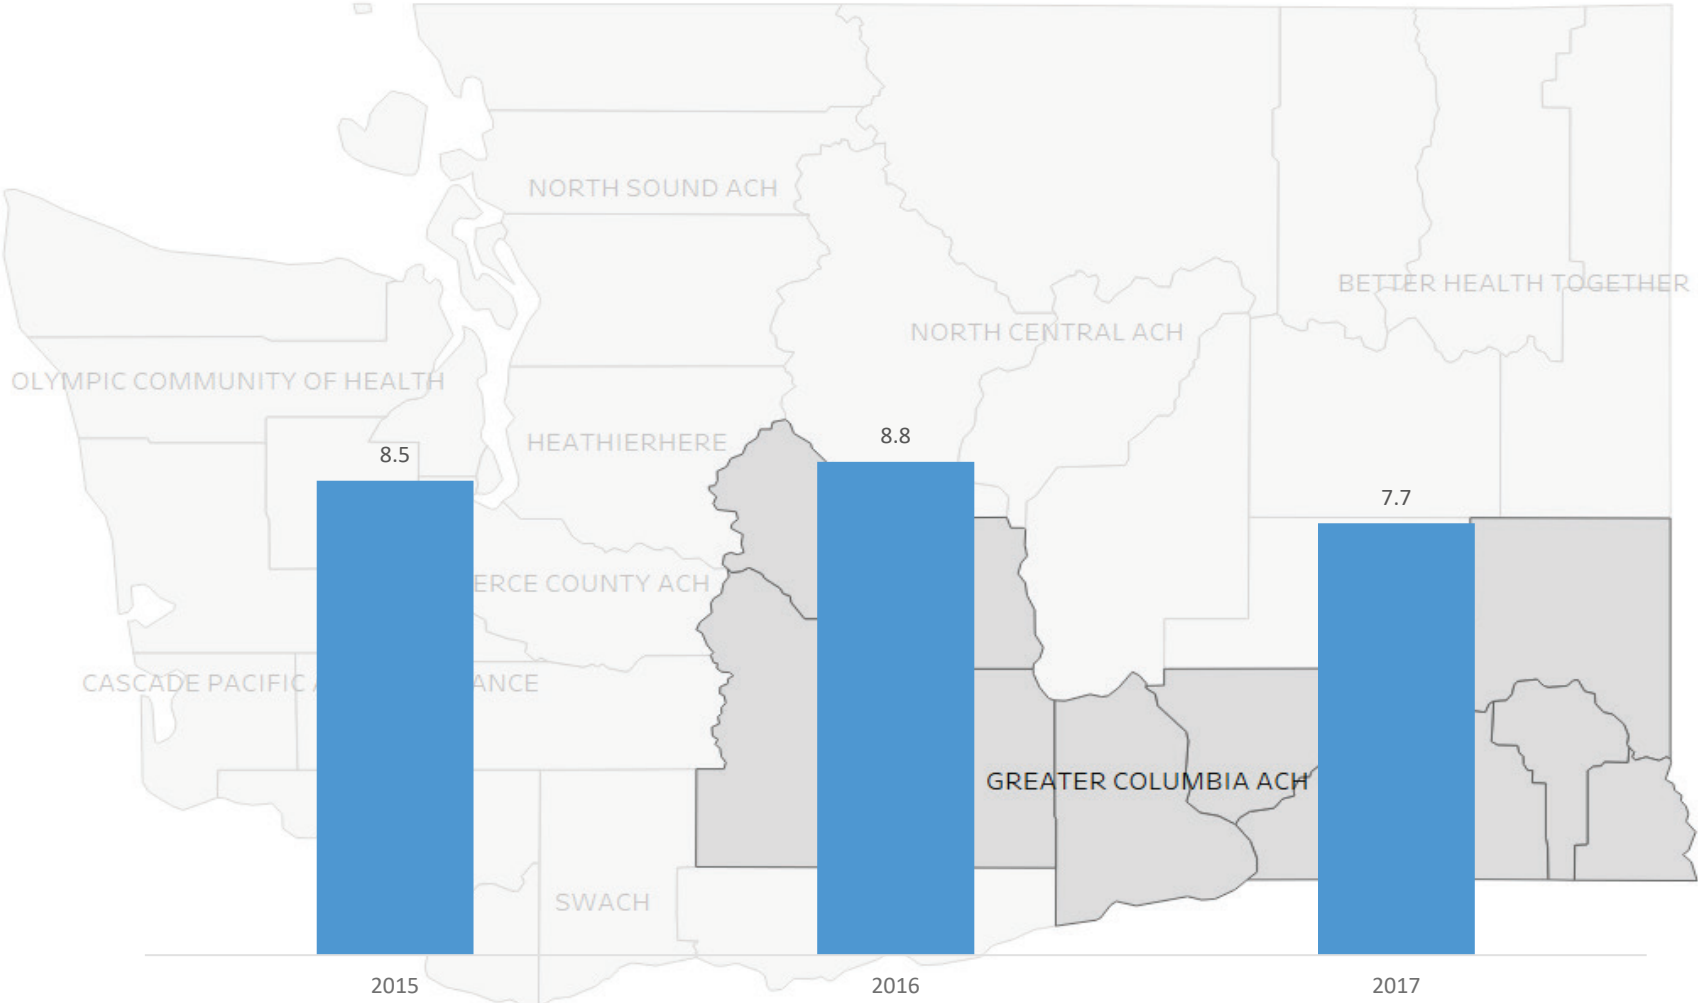 NORTH SOUND ACH
BETTER HEALTH TOGETHER
NORTH CENTRAL ACH
OLYMPIC COMMUNITY OF HEALTH
HEATHIERHERE
8.8
8.5
7.7
ERCE COUNTY ACH
CASCADE PACIFIC A ANCE
GREATER COLUMBIA ACH
SWACH
2015
2016
2017